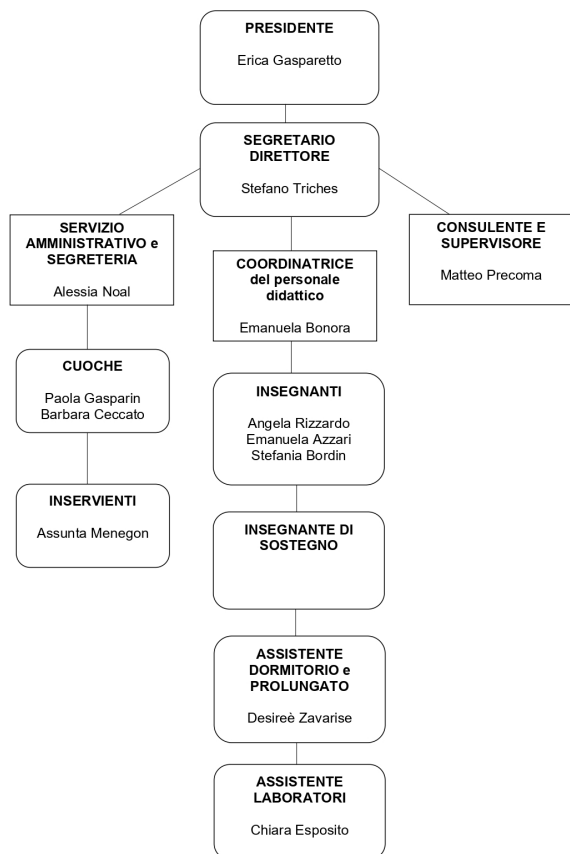 PRESIDENTE
Erica Gasparetto
SEGRETARIO
DIRETTORE
Stefano Triches
SERVIZIO
AMMINISTRATIVO e
SEGRETERIA
Alessia Noal
COORDINATRICE
del personale
didattico
Emanuela Bonora
CONSULENTE E
SUPERVISORE
Matteo Precoma
CUOCHE
Paola Gasparin
Barbara Ceccato
INSEGNANTI
Angela Rizzardo
Emanuela Azzari
Stefania Bordin
INSERVIENTI
Assunta Menegon
INSEGNANTE DI
SOSTEGNO
ASSISTENTE
DORMITORIO e
PROLUNGATO
Desireè Zavarise
ASSISTENTE
LABORATORI
Chiara Esposito